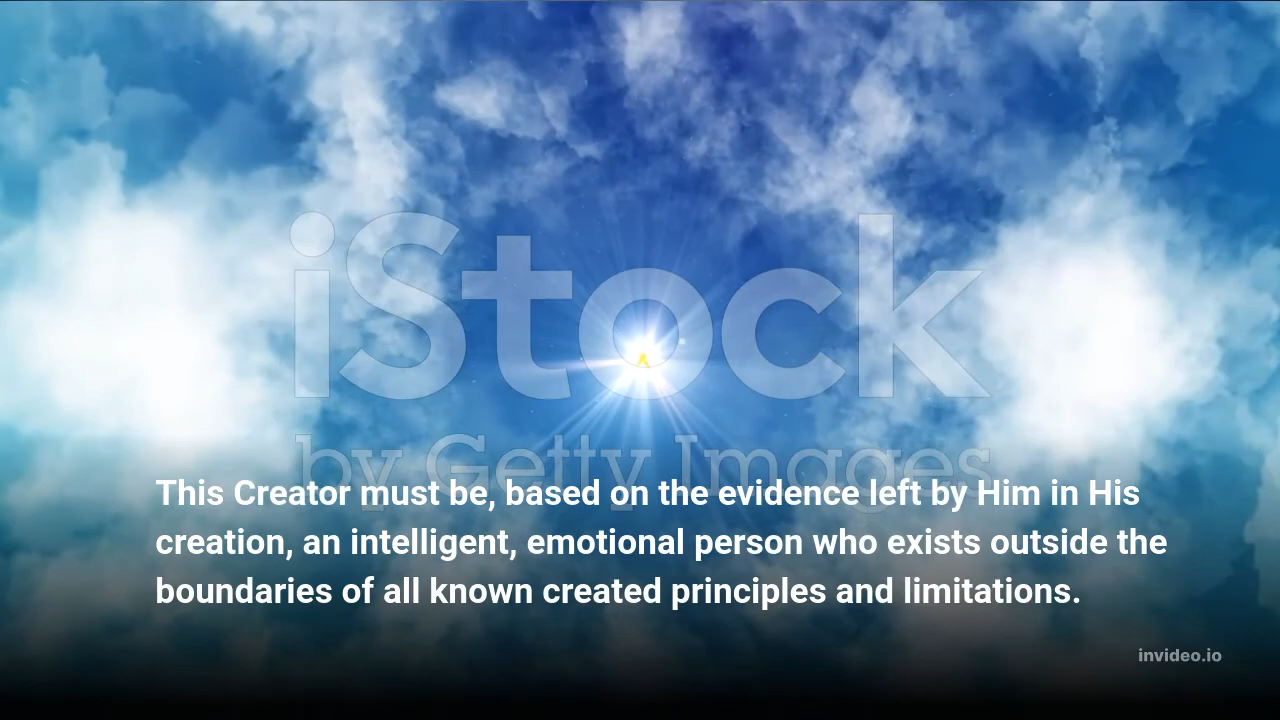 iStock
by Getty Images
This Creator must be, based on the evidence left by Him in His
creation, an intelligent, emotional person who exists outside the
boundaries of all known created principles and limitations.
invideo.io